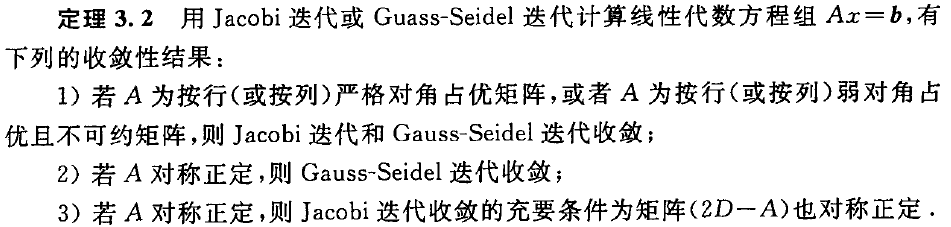 定理 3.2 用 Jacobi 迭代或 Guass-Seidel 迭代计算线性代数方程组 Ax=b,有
下列的收敛性结果:
1) 若 A 为按行(或按列)严格对角占优矩阵,或者 A 为按行(或按列)弱对角占
优且不可约矩阵,则 Jacobi 迭代和 Gauss-Seidel 迭代收敛;
2) 若 A 对称正定,则 Gauss-Seidel 迭代收敛;
3) 若 A 对称正定,则 Jacobi 迭代收敛的充要条件为矩阵(2D-A)也对称正定.